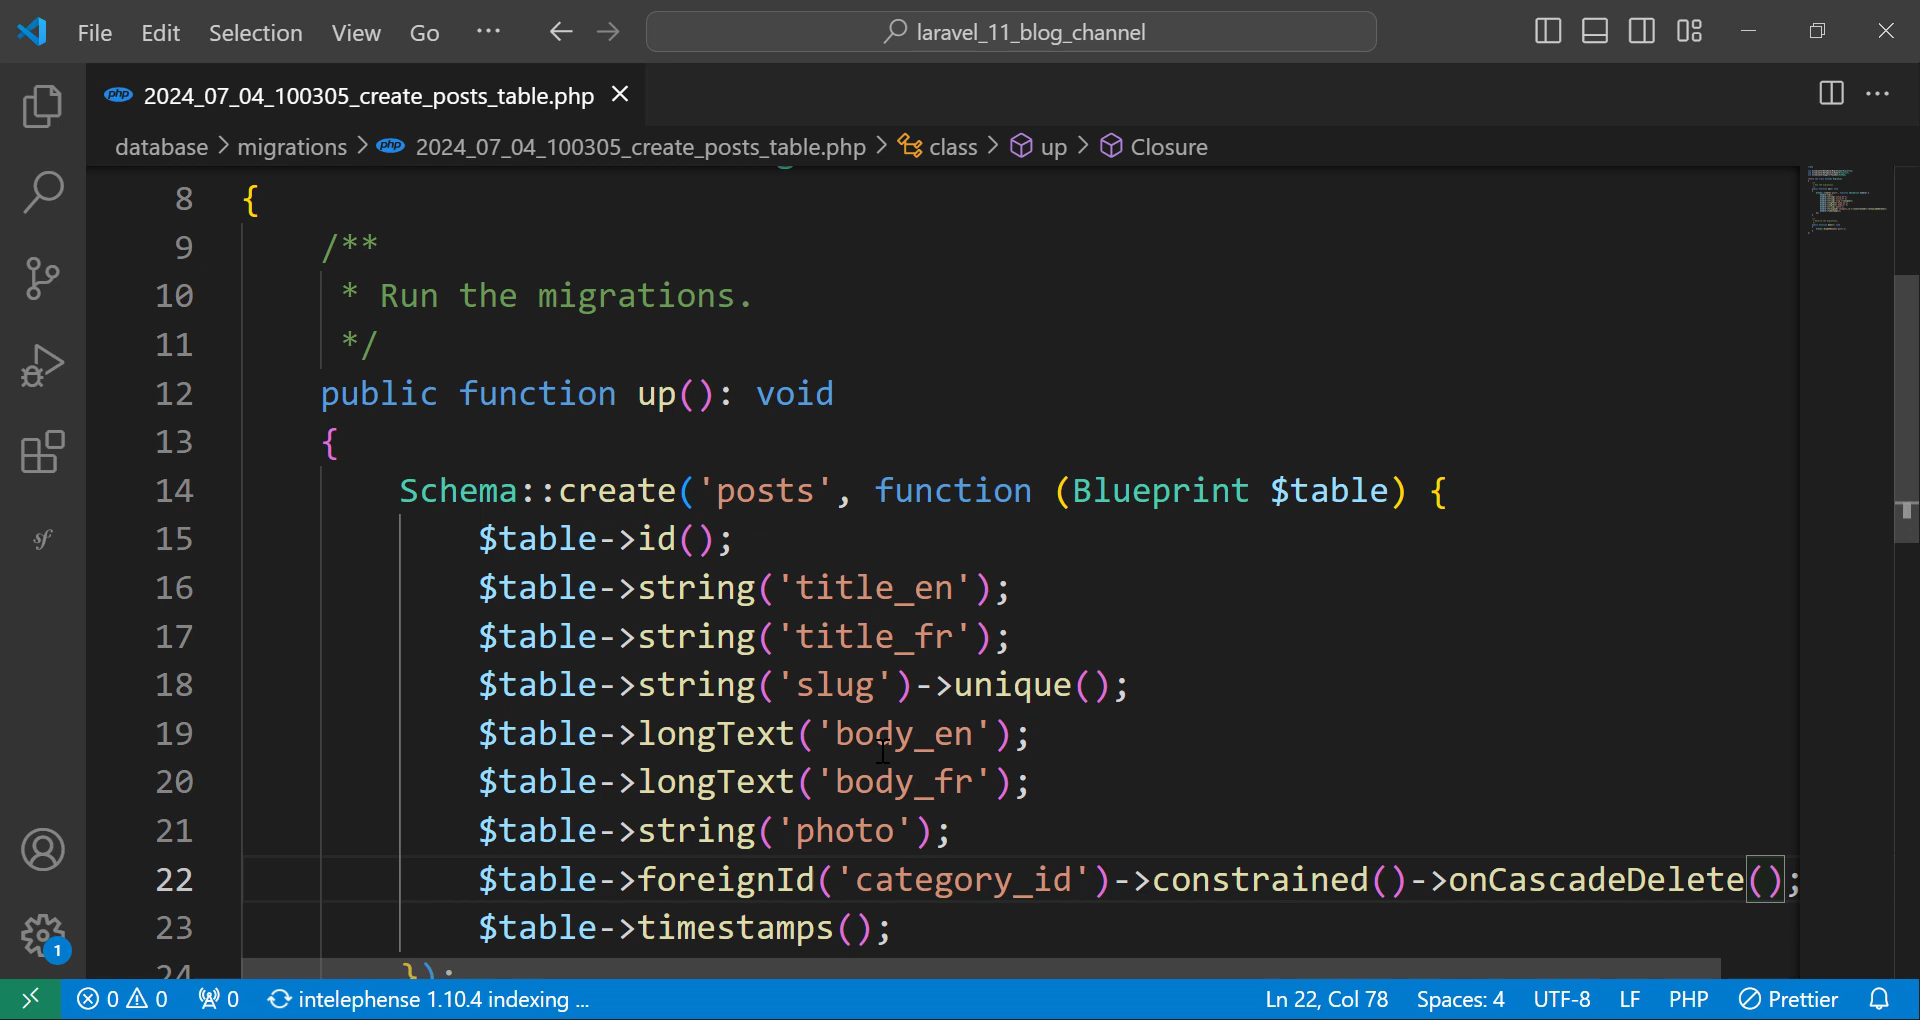 File Edit Selection View Go ··· laravel_11_blog_channel
php 2024_07_04_100305_create_posts_table.php
database > migrations > php 2024_07_04_100305_create_posts_table.php > class > up > Closure
8 {
9 /**
10 * Run the migrations.
11 */
12 public function up(): void
13 {
14 Schema::create('posts', function (Blueprint $table) {
15 $table->id();
16 $table->string('title_en');
17 $table->string('title_fr');
18 $table->string('slug')->unique();
19 $table->longText('body_en');
20 $table->longText('body_fr');
21 $table->string('photo');
22 $table->foreignId('category_id')->constrained()->onCascadeDelete();
23 $table->timestamps();
24 });
sf
1
0 0 0 intelephense 1.10.4 indexing ... Ln 22, Col 78 Spaces: 4 UTF-8 LF PHP Prettier